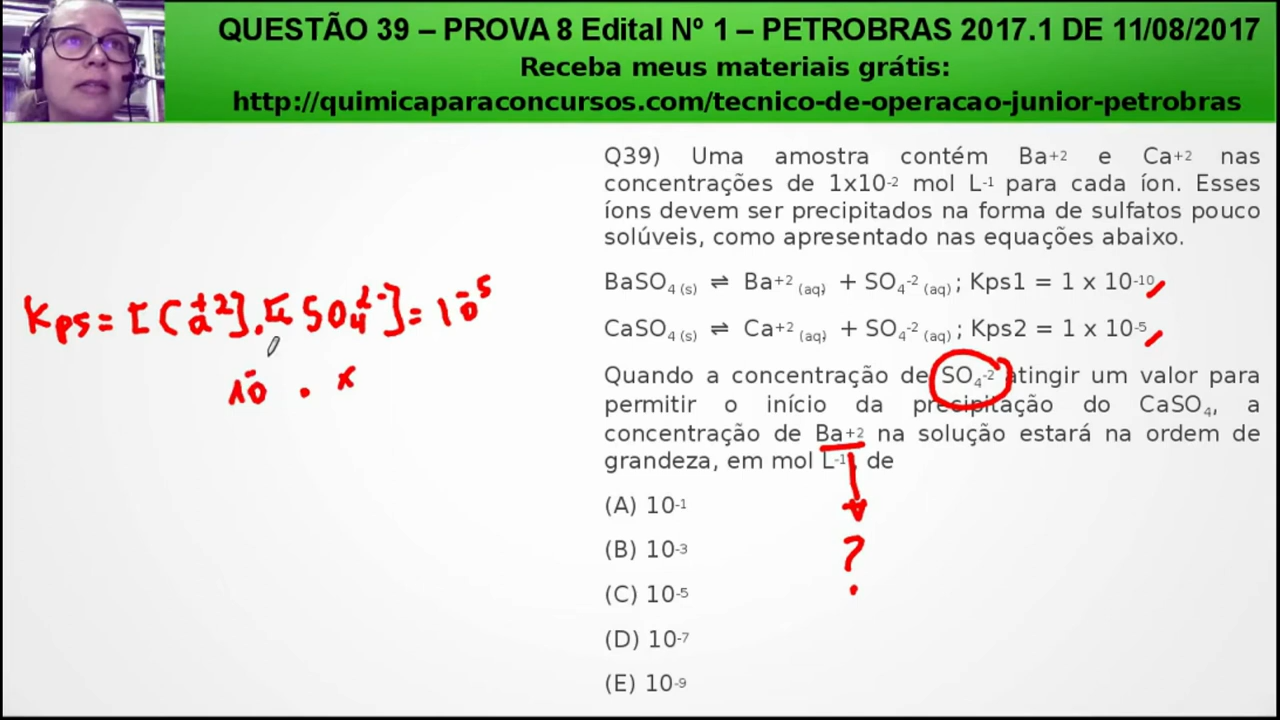 QUESTÃO 39 – PROVA 8 Edital Nº 1 – PETROBRAS 2017.1 DE 11/08/2017
Receba meus materiais grátis:
http://quimicaparaconcursos.com/tecnico-de-operacao-junior-petrobras
Q39) Uma amostra contém Ba+2 e Ca+2 nas
concentrações de 1x10-2 mol L-1 para cada íon. Esses
íons devem ser precipitados na forma de sulfatos pouco
solúveis, como apresentado nas equações abaixo.
BaSO4 (s) ⇌ Ba+2 (aq) + SO4-2 (aq) ; Kps1 = 1 x 10-10
CaSO4 (s) ⇌ Ca+2 (aq) + SO4-2 (aq) ; Kps2 = 1 x 10-5
Quando a concentração de SO4-2 atingir um valor para
permitir o início da precipitação do CaSO4, a
concentração de Ba+2 na solução estará na ordem de
grandeza, em mol L-1, de
(A) 10-1
(B) 10-3
(C) 10-5
(D) 10-7
(E) 10-9
Kps = [Ca+2].[SO42-] = 10-5
10- . x
?